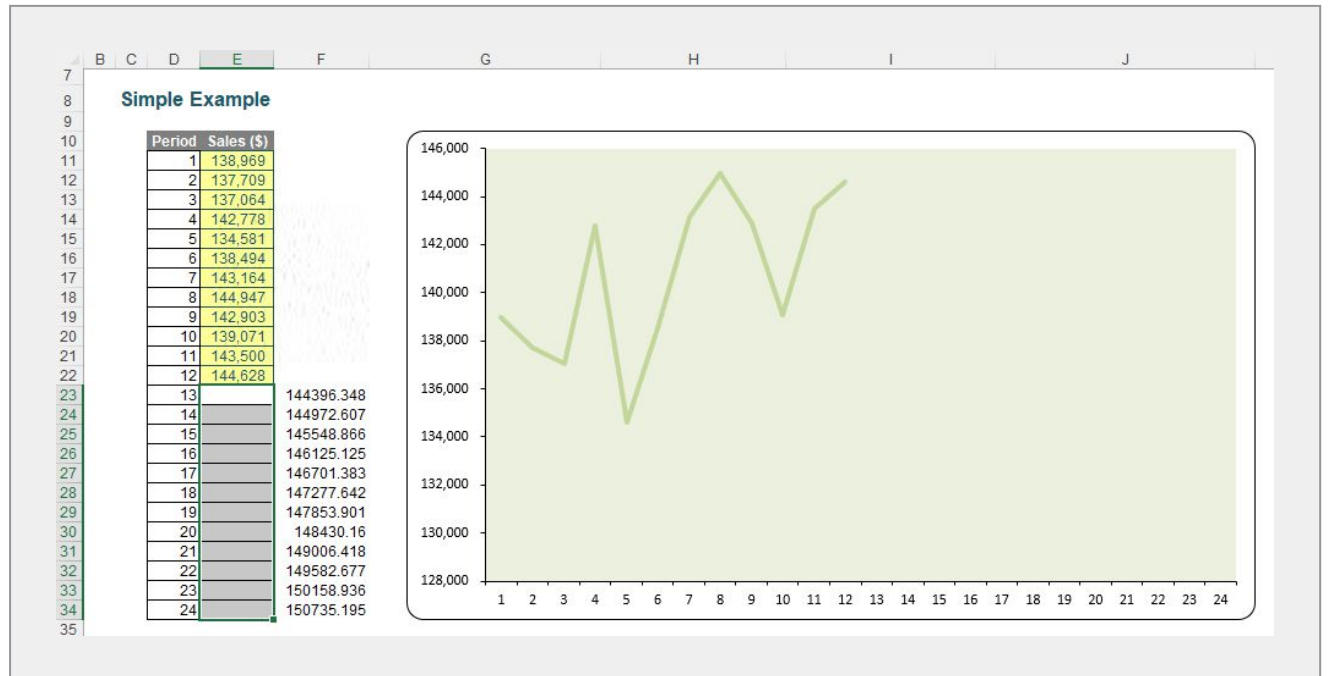 B C D E F G H I J
7
8 Simple Example
9
10 Period Sales ($)
11 1 138,969
12 2 137,709
13 3 137,064
14 4 142,778
15 5 134,581
16 6 138,494
17 7 143,164
18 8 144,947
19 9 142,903
20 10 139,071
21 11 143,500
22 12 144,628
23 13 144396.348
24 14 144972.607
25 15 145548.866
26 16 146125.125
27 17 146701.383
28 18 147277.642
29 19 147853.901
30 20 148430.16
31 21 149006.418
32 22 149582.677
33 23 150158.936
34 24 150735.195
35
146,000
144,000
142,000
140,000
138,000
136,000
134,000
132,000
130,000
128,000
1 2 3 4 5 6 7 8 9 10 11 12 13 14 15 16 17 18 19 20 21 22 23 24